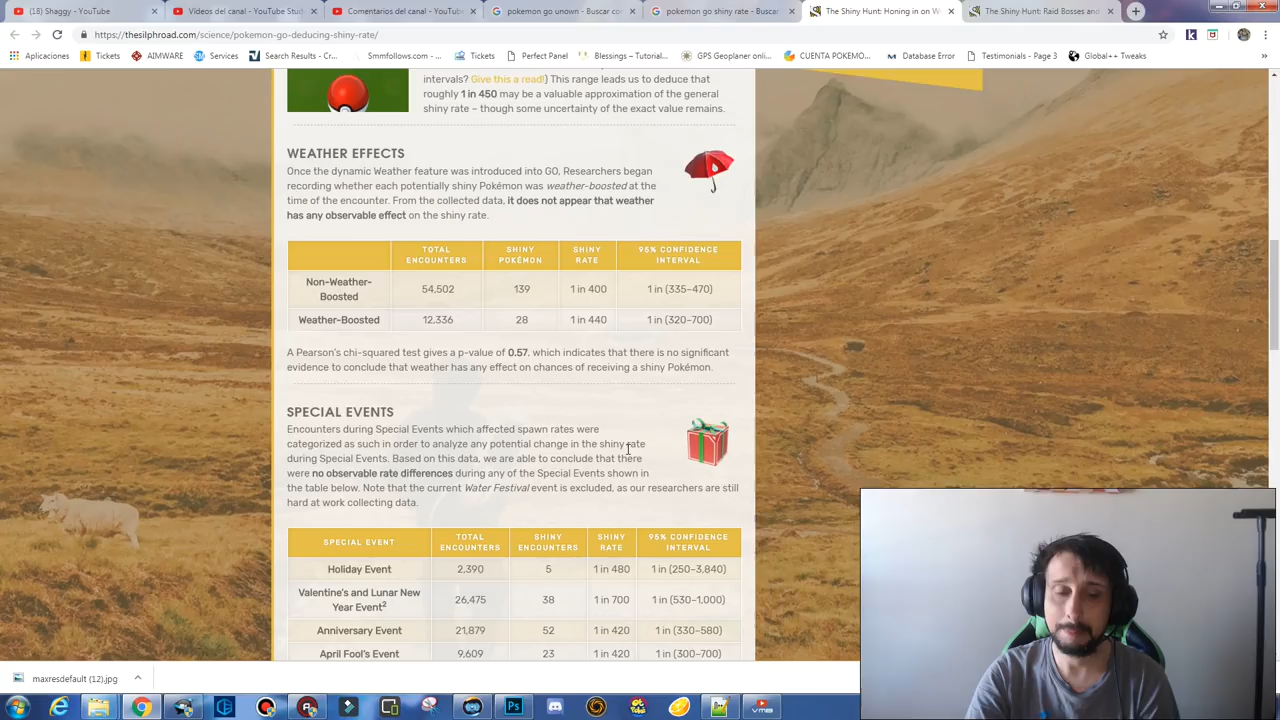 (18) Shaggy - YouTube
Vídeos del canal - YouTube Stud
Comentarios del canal - YouTub
pokemon go unown - Buscar co
pokemon go shiny rate - Buscar
The Shiny Hunt: Honing in on W
The Shiny Hunt: Raid Bosses and
https://thesilphroad.com/science/pokemon-go-deducing-shiny-rate/
Aplicaciones
Tickets
AIMWARE
Services
Search Results - Cr...
Smmfollows.com - ...
Tickets
Perfect Panel
Blessings – Tutorial...
GPS Geoplaner onli...
CUENTA POKEMO...
Database Error
Testimonials - Page 3
Global++ Tweaks
intervals? Give this a read!) This range leads us to deduce that
roughly 1 in 450 may be a valuable approximation of the general
shiny rate – though some uncertainty of the exact value remains.
WEATHER EFFECTS
Once the dynamic Weather feature was introduced into GO, Researchers began
recording whether each potentially shiny Pokémon was weather-boosted at the
time of the encounter. From the collected data, it does not appear that weather
has any observable effect on the shiny rate.
TOTAL ENCOUNTERS SHINY POKÉMON SHINY RATE 95% CONFIDENCE INTERVAL
Non-Weather-Boosted 54,502 139 1 in 400 1 in (335–470)
Weather-Boosted 12,336 28 1 in 440 1 in (320–700)
A Pearson's chi-squared test gives a p-value of 0.57, which indicates that there is no significant
evidence to conclude that weather has any effect on chances of receiving a shiny Pokémon.
SPECIAL EVENTS
Encounters during Special Events which affected spawn rates were
categorized as such in order to analyze any potential change in the shiny rate
during Special Events. Based on this data, we are able to conclude that there
were no observable rate differences during any of the Special Events shown in
the table below. Note that the current Water Festival event is excluded, as our researchers are still
hard at work collecting data.
SPECIAL EVENT TOTAL ENCOUNTERS SHINY ENCOUNTERS SHINY RATE 95% CONFIDENCE INTERVAL
Holiday Event 2,390 5 1 in 480 1 in (250–3,840)
Valentine's and Lunar New Year Event2 26,475 38 1 in 700 1 in (530–1,000)
Anniversary Event 21,879 52 1 in 420 1 in (330–580)
April Fool's Event 9,609 23 1 in 420 1 in (300–700)
maxresdefault (12).jpg